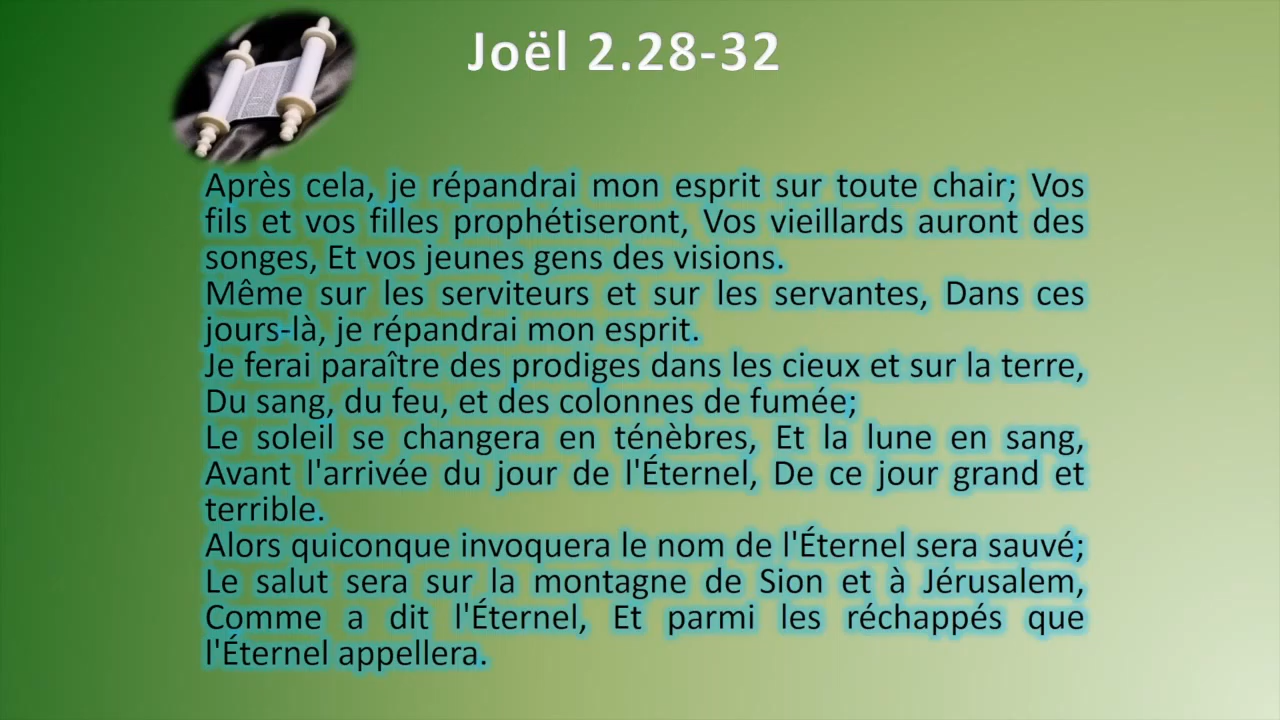 Joël 2.28-32
Après cela, je répandrai mon esprit sur toute chair; Vos
fils et vos filles prophétiseront, Vos vieillards auront des
songes, Et vos jeunes gens des visions.
Même sur les serviteurs et sur les servantes, Dans ces
jours-là, je répandrai mon esprit.
Je ferai paraître des prodiges dans les cieux et sur la terre,
Du sang, du feu, et des colonnes de fumée;
Le soleil se changera en ténèbres, Et la lune en sang,
Avant l'arrivée du jour de l'Éternel, De ce jour grand et
terrible.
Alors quiconque invoquera le nom de l'Éternel sera sauvé;
Le salut sera sur la montagne de Sion et à Jérusalem,
Comme a dit l'Éternel, Et parmi les réchappés que
l'Éternel appellera.